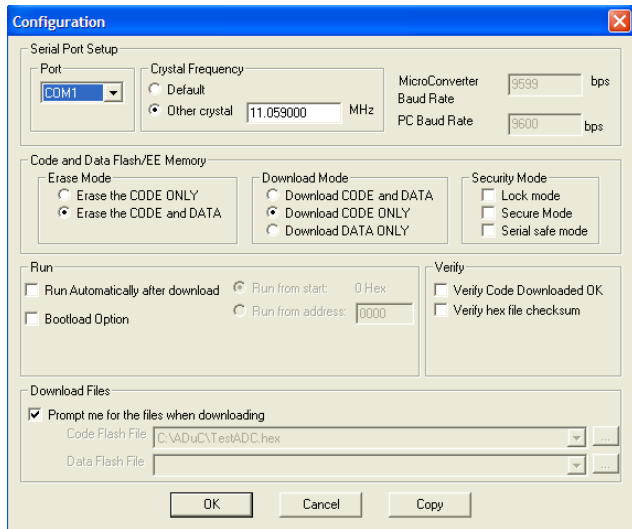 Configuration
Serial Port Setup
Port
COM1
Crystal Frequency
Default
Other crystal 11.059000 MHz
MicroConverter Baud Rate 9599 bps
PC Baud Rate 9600 bps
Code and Data Flash/EE Memory
Erase Mode
Erase the CODE ONLY
Erase the CODE and DATA
Download Mode
Download CODE and DATA
Download CODE ONLY
Download DATA ONLY
Security Mode
Lock mode
Secure Mode
Serial safe mode
Run
Run Automatically after download
Bootload Option
Run from start: 0 Hex
Run from address: 0000
Verify
Verify Code Downloaded OK
Verify hex file checksum
Download Files
Prompt me for the files when downloading
Code Flash File C:\ADuC\TestADC.hex ...
Data Flash File ...
OK Cancel Copy